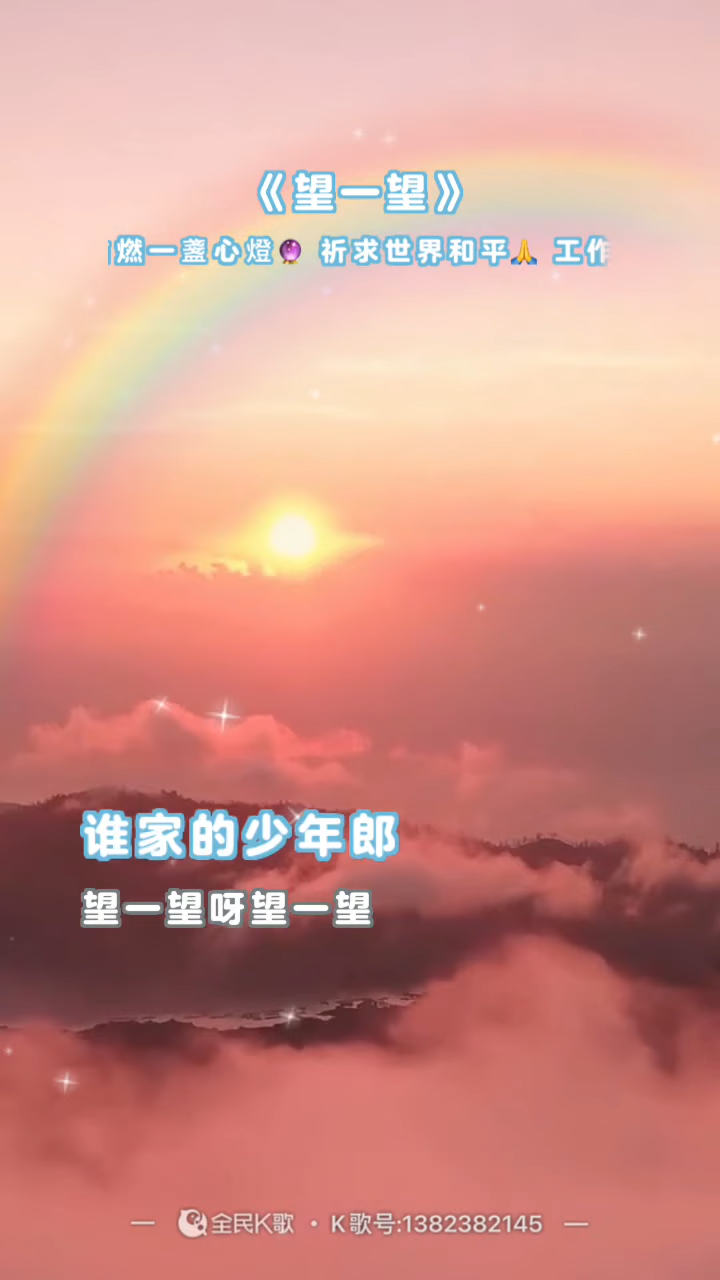 《望一望》
燃一盏心燈🔮 祈求世界和平🙏 工作
谁家的少年郎
望一望呀望一望
— 全民K歌 • K歌号:1382382145 —